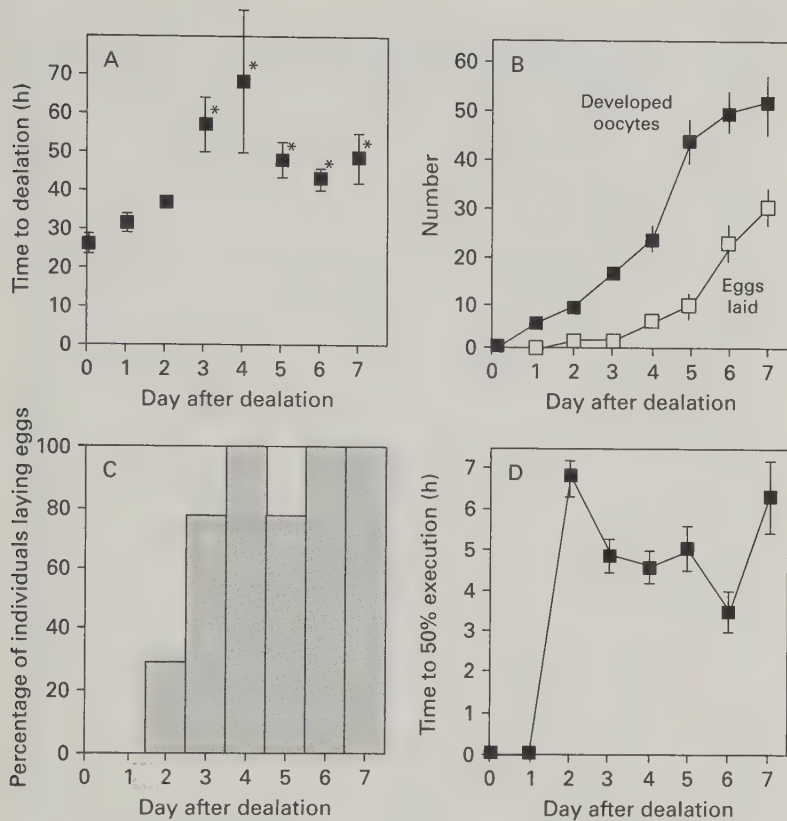 A
Time to dealation (h)
70
60
50
40
30
20
10
0
*
*
*
*
*
0 1 2 3 4 5 6 7
Day after dealation
B
Number
60
50
40
30
20
10
0
Developed
oocytes
Eggs
laid
0 1 2 3 4 5 6 7
Day after dealation
C
Percentage of individuals laying eggs
100
80
60
40
20
0
0 1 2 3 4 5 6 7
Day after dealation
D
Time to 50% execution (h)
7
6
5
4
3
2
1
0
0 1 2 3 4 5 6 7
Day after dealation